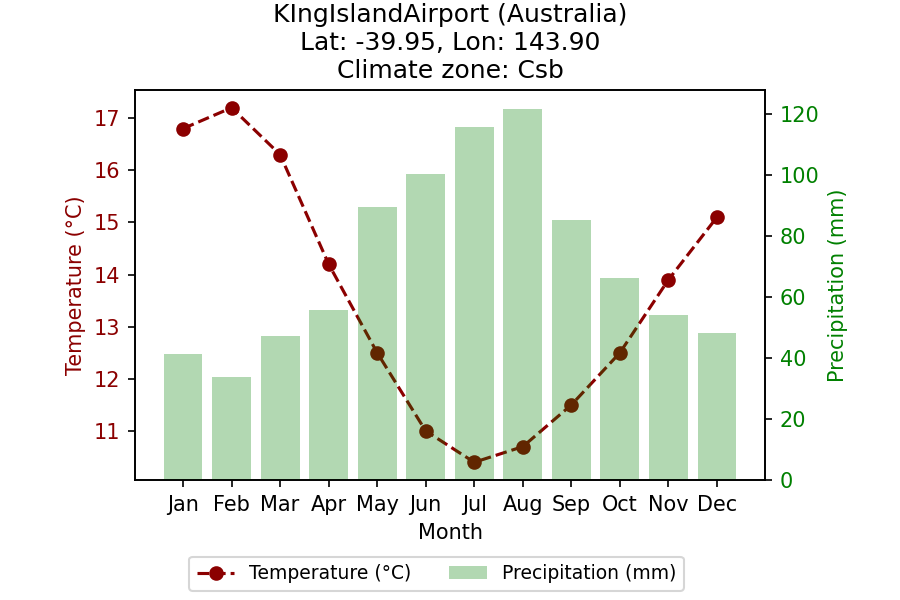 KIngIslandAirport (Australia)
Lat: -39.95, Lon: 143.90
Climate zone: Csb
Temperature (°C)
17
16
15
14
13
12
11
120
100
80
60
40
20
0
Precipitation (mm)
Jan Feb Mar Apr May Jun Jul Aug Sep Oct Nov Dec
Month
Temperature (°C) Precipitation (mm)